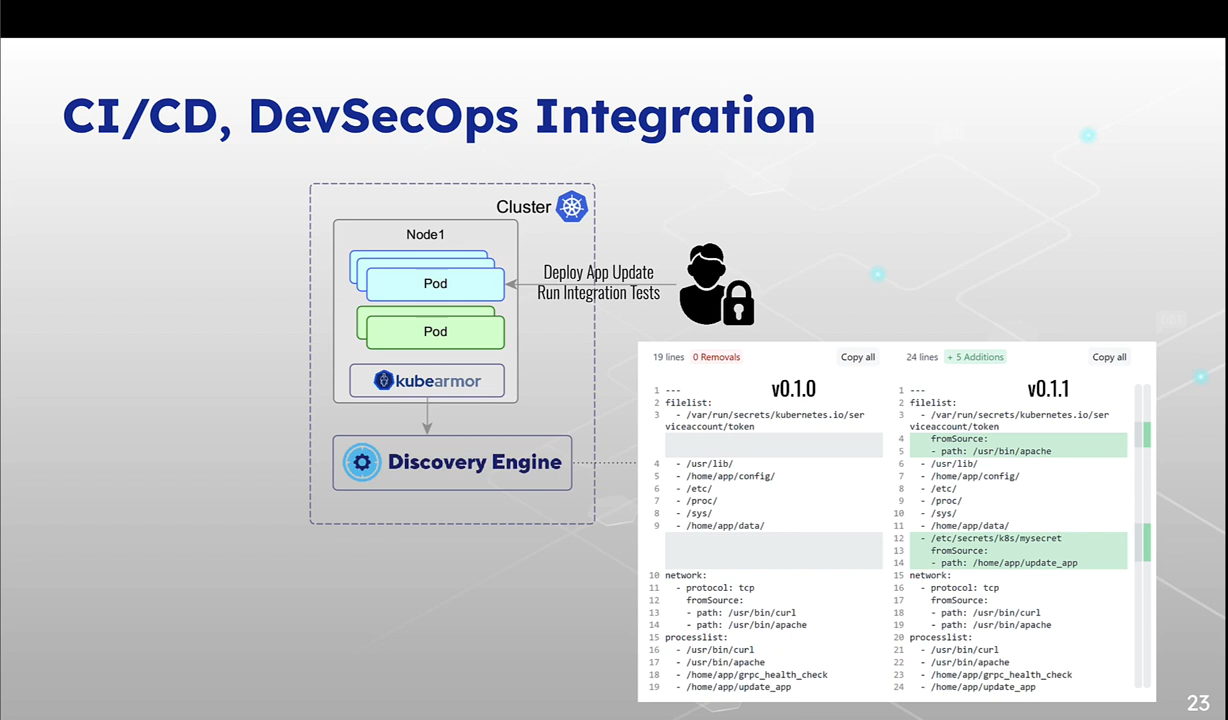 CI/CD, DevSecOps Integration
Cluster
Node1
Pod
Pod
kubearmor
Discovery Engine
Deploy App Update
Run Integration Tests
19 lines 0 Removals Copy all
v0.1.0
1 ---
2 filelist:
3 - /var/run/secrets/kubernetes.io/ser
viceaccount/token
4 - /usr/lib/
5 - /home/app/config/
6 - /etc/
7 - /proc/
8 - /sys/
9 - /home/app/data/
10 network:
11 - protocol: tcp
12 fromSource:
13 - path: /usr/bin/curl
14 - path: /usr/bin/apache
15 processlist:
16 - /usr/bin/curl
17 - /usr/bin/apache
18 - /home/app/grpc_health_check
19 - /home/app/update_app
24 lines + 5 Additions Copy all
v0.1.1
1 ---
2 filelist:
3 - /var/run/secrets/kubernetes.io/ser
viceaccount/token
4 fromSource:
5 - path: /usr/bin/apache
6 - /usr/lib/
7 - /home/app/config/
8 - /etc/
9 - /proc/
10 - /sys/
11 - /home/app/data/
12 - /etc/secrets/k8s/mysecret
13 fromSource:
14 - path: /home/app/update_app
15 network:
16 - protocol: tcp
17 fromSource:
18 - path: /usr/bin/curl
19 - path: /usr/bin/apache
20 processlist:
21 - /usr/bin/curl
22 - /usr/bin/apache
23 - /home/app/grpc_health_check
24 - /home/app/update_app
23